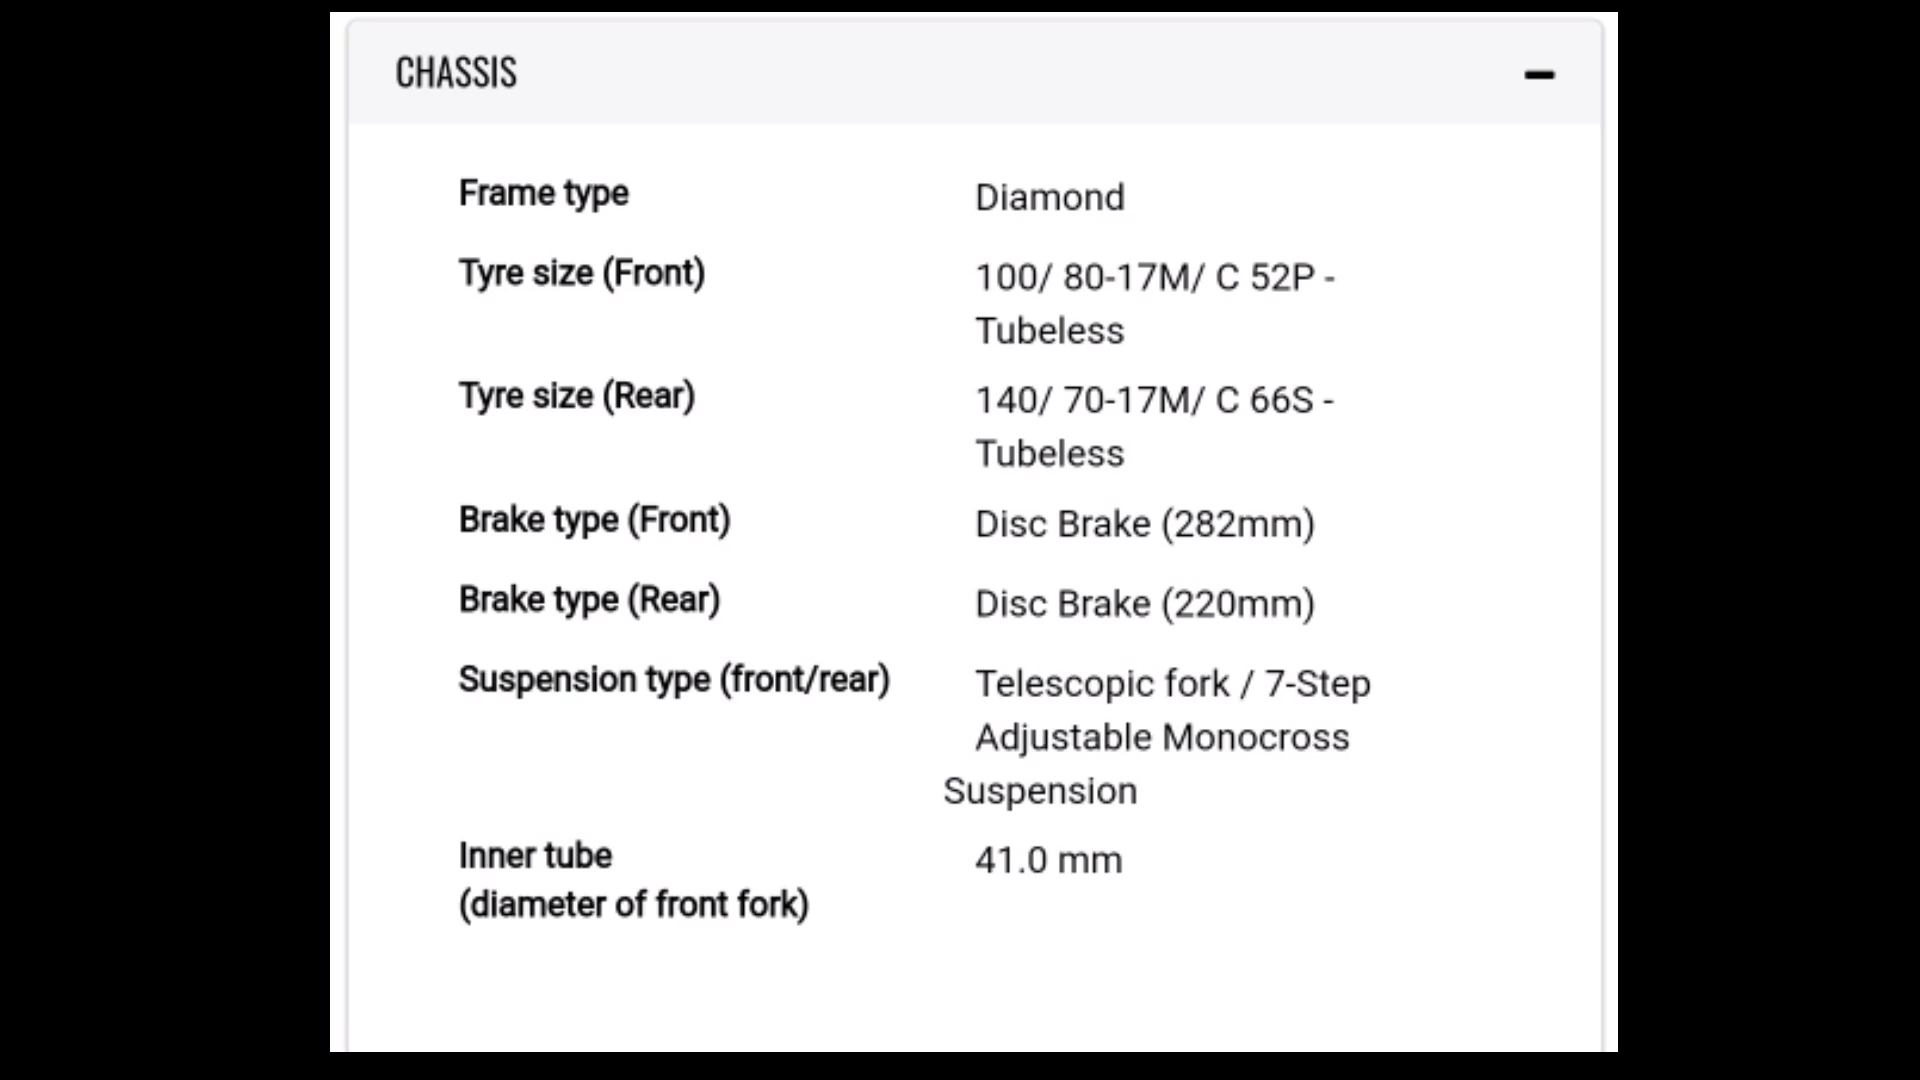 CHASSIS
Frame type Diamond
Tyre size (Front) 100/ 80-17M/ C 52P -
Tubeless
Tyre size (Rear) 140/ 70-17M/ C 66S -
Tubeless
Brake type (Front) Disc Brake (282mm)
Brake type (Rear) Disc Brake (220mm)
Suspension type (front/rear) Telescopic fork / 7-Step
Adjustable Monocross
Suspension
Inner tube 41.0 mm
(diameter of front fork)